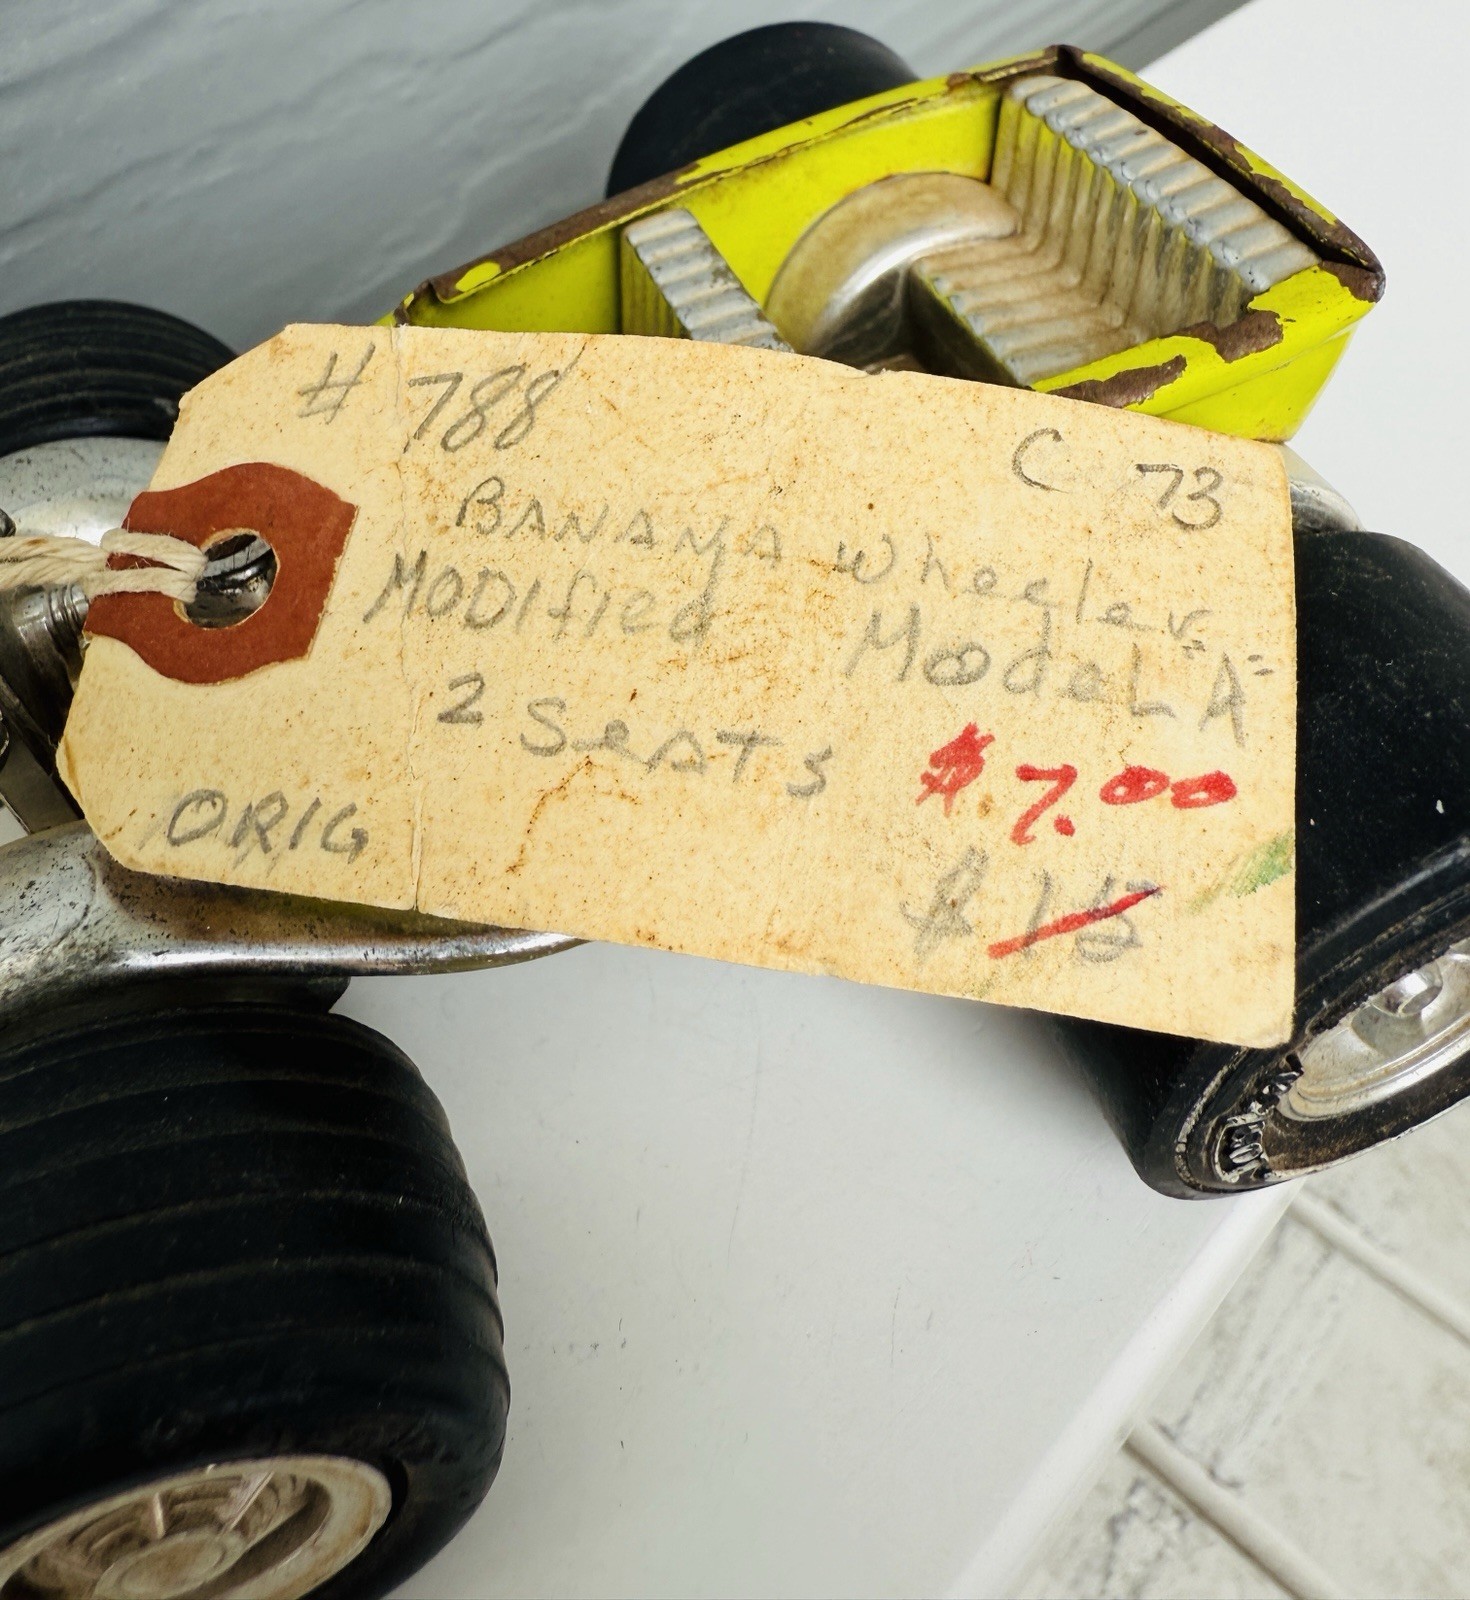 # 788
C 73
BANANA Wheeler
MODified Model "A"
2 SeATs
$7.00
ORIG
$ 15